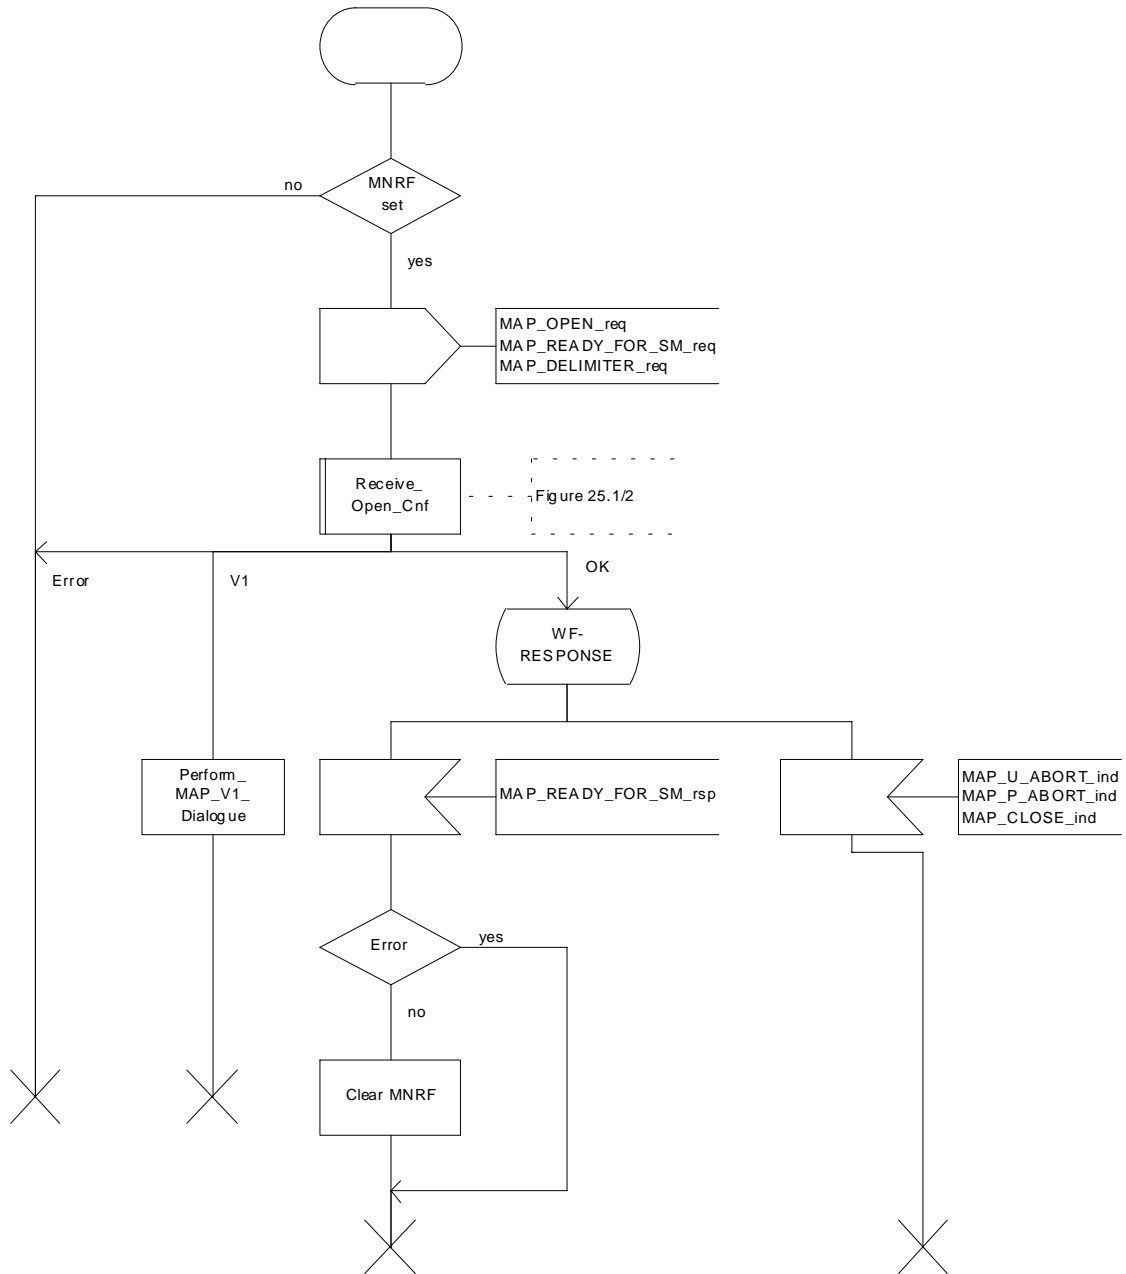 no
MNRF
set
yes
MAP_OPEN_req
MAP_READY_FOR_SM_req
MAP_DELIMITER_req
Receive_
Open_Cnf
Figure 25.1/2
Error
V1
OK
WF-
RESPONSE
Perform_
MAP_V1_
Dialogue
MAP_READY_FOR_SM_rsp
MAP_U_ABORT_ind
MAP_P_ABORT_ind
MAP_CLOSE_ind
Error
yes
no
Clear MNRF